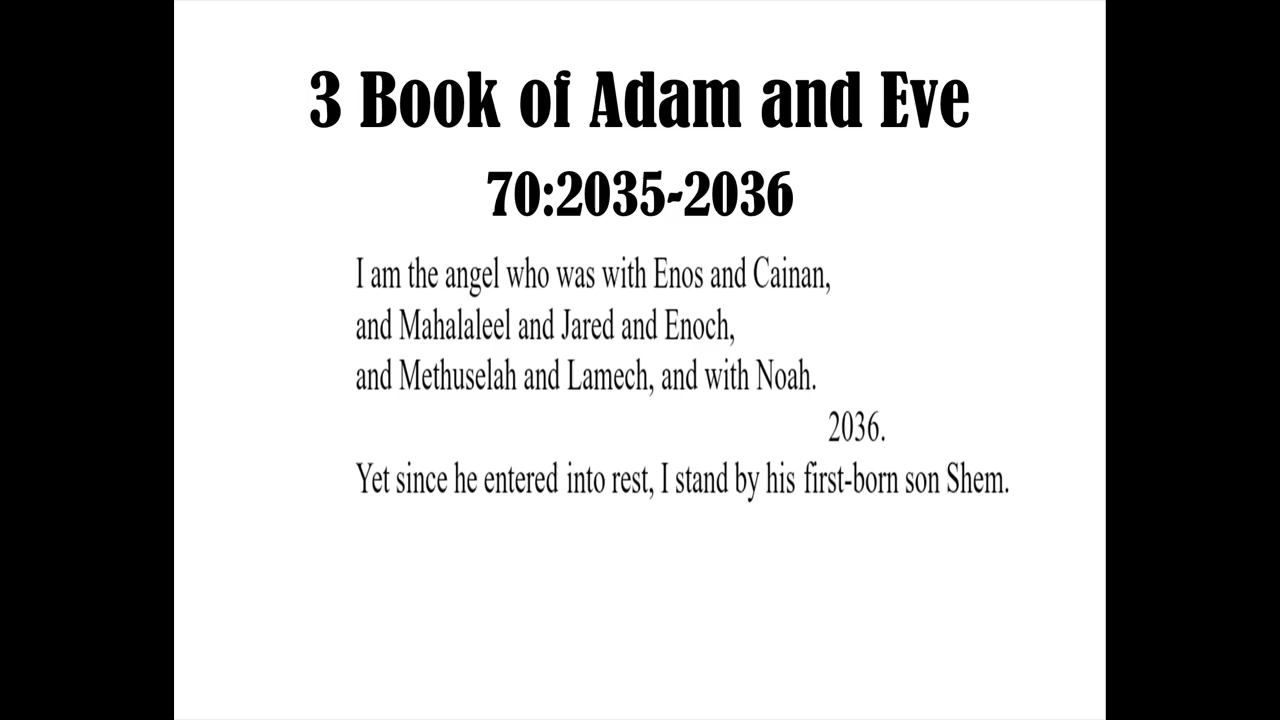 3 Book of Adam and Eve
70:2035-2036
I am the angel who was with Enos and Cainan,
and Mahalaleel and Jared and Enoch,
and Methuselah and Lamech, and with Noah.
2036.
Yet since he entered into rest, I stand by his first-born son Shem.